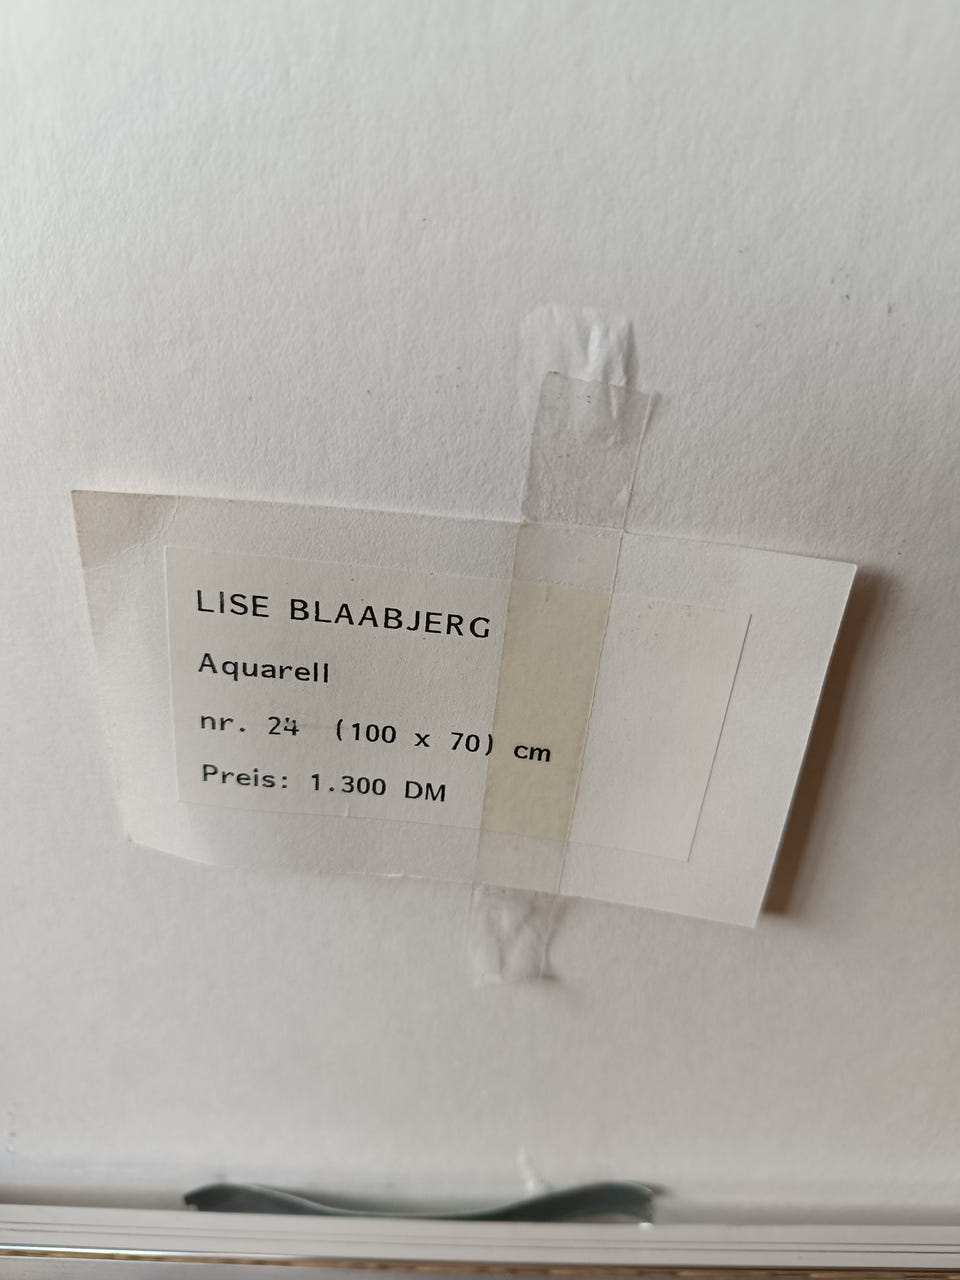 LISE BLAABJERG
Aquarell
nr. 24 (100 x 70) cm
Preis: 1.300 DM